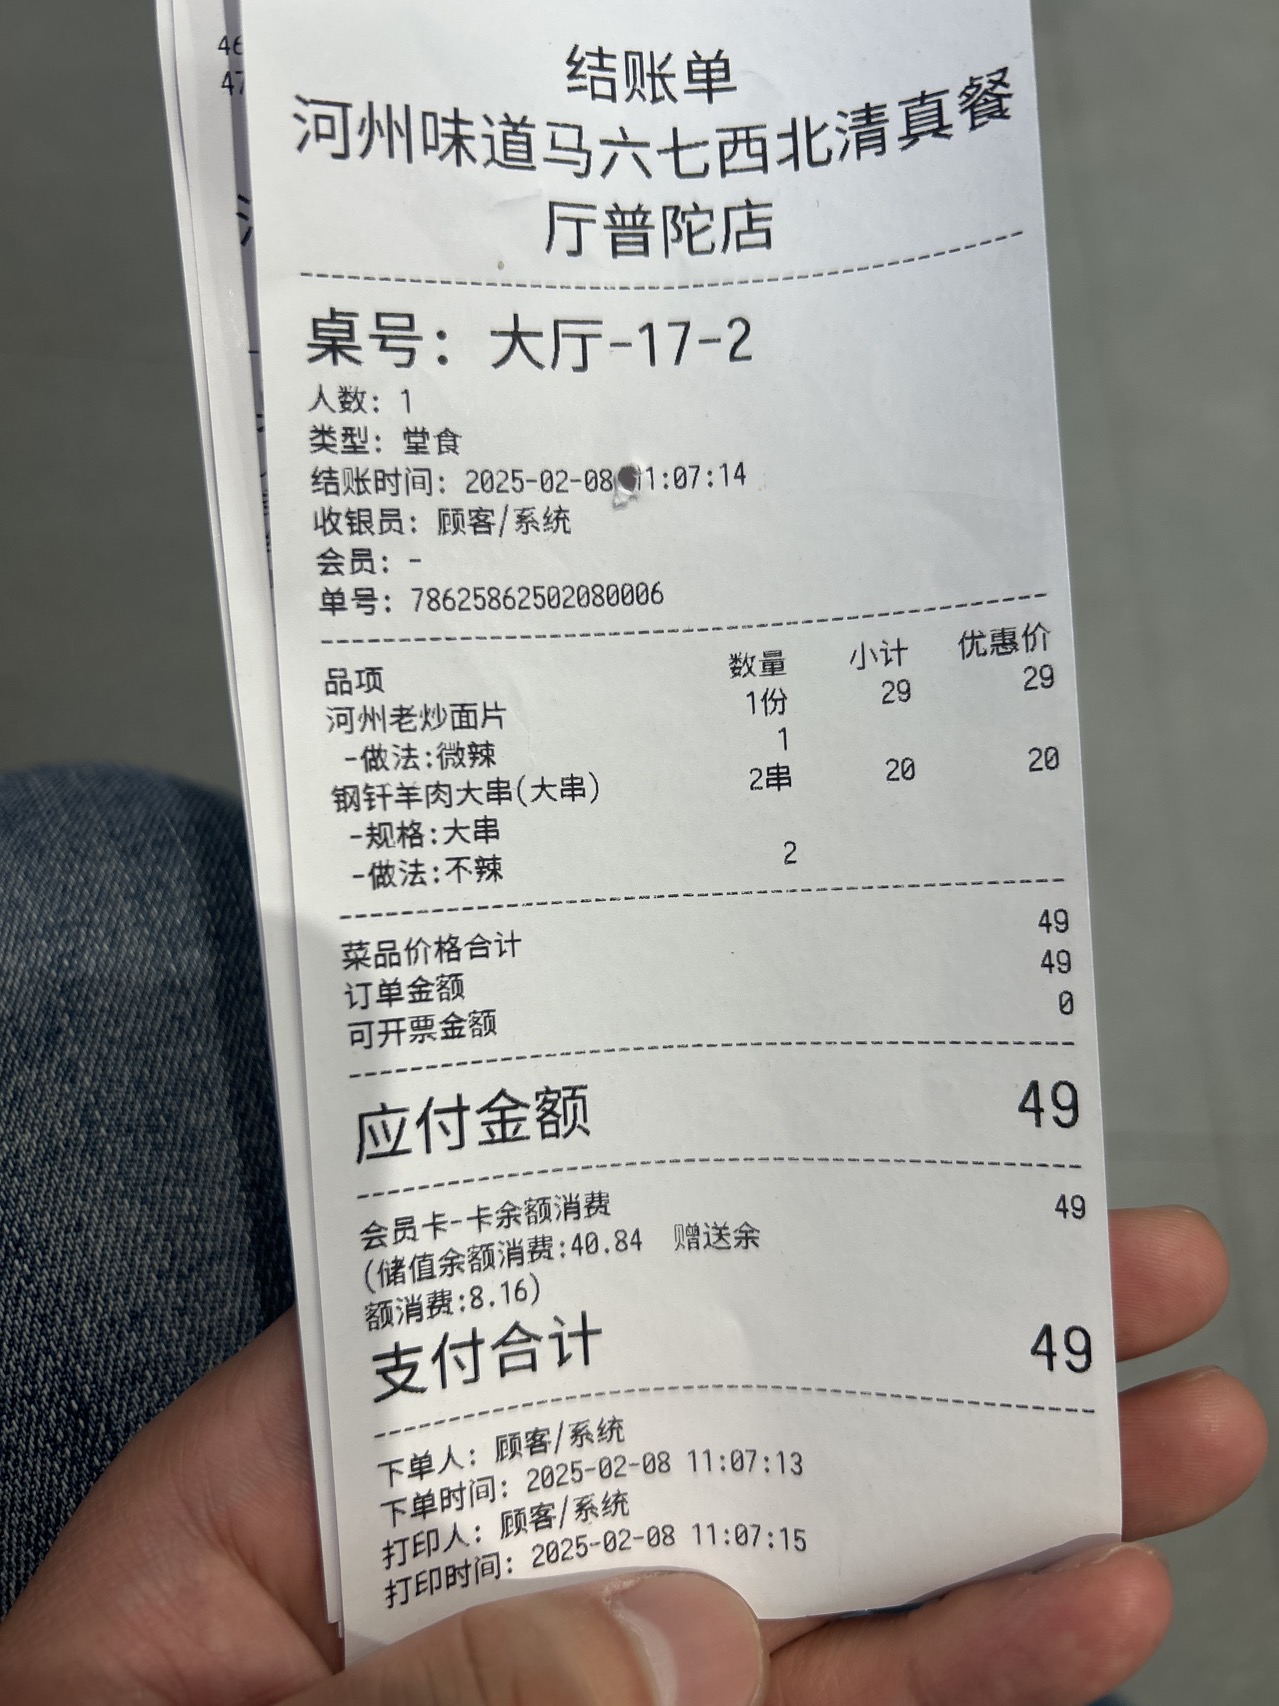 46
47
结账单
河州味道马六七西北清真餐
厅普陀店
桌号：大厅-17-2
人数：1
类型：堂食
结账时间：2025-02-08 11:07:14
收银员：顾客/系统
会员：-
单号：78625862502080006
品项 数量 小计 优惠价
河州老炒面片 1份 29 29
-做法:微辣 1
钢钎羊肉大串(大串) 2串 20 20
-规格:大串
-做法:不辣 2
菜品价格合计 49
订单金额 49
可开票金额 0
应付金额 49
会员卡-卡余额消费 49
(储值余额消费:40.84 赠送余
额消费:8.16)
支付合计 49
下单人：顾客/系统
下单时间：2025-02-08 11:07:13
打印人：顾客/系统
打印时间：2025-02-08 11:07:15